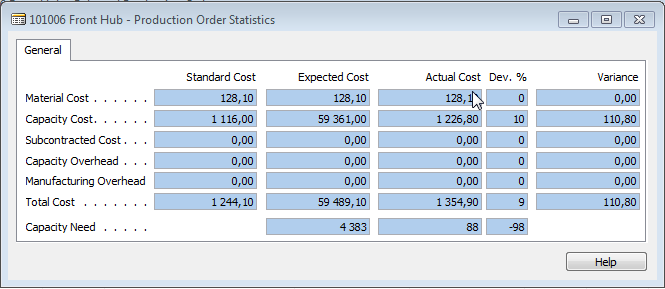 101006 Front Hub - Production Order Statistics
General
Standard Cost Expected Cost Actual Cost Dev. % Variance
Material Cost . . . . . . 128,10 128,10 128,1 0 0,00
Capacity Cost. . . . . . . 1 116,00 59 361,00 1 226,80 10 110,80
Subcontracted Cost . . . 0,00 0,00 0,00 0 0,00
Capacity Overhead . . . . 0,00 0,00 0,00 0 0,00
Manufacturing Overhead 0,00 0,00 0,00 0 0,00
Total Cost . . . . . . . 1 244,10 59 489,10 1 354,90 9 110,80
Capacity Need . . . . . 4 383 88 -98
Help